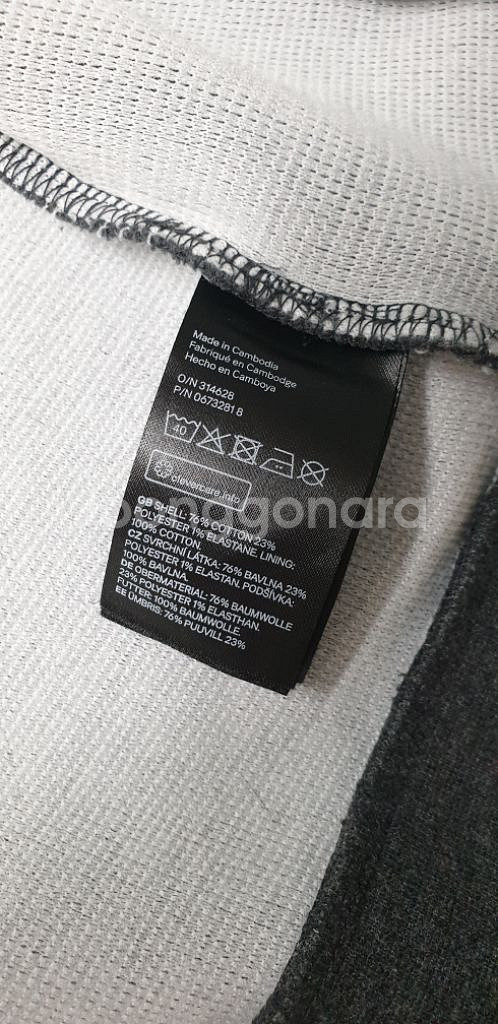 Made in Cambodia
Fabriqué en Cambodge
Hecho en Camboya
O/N 314628
P/N 0673281 8
40
clevercare.info
GB SHELL: 76% COTTON 23%
POLYESTER 1% ELASTANE. LINING:
100% COTTON.
CZ SVRCHNÍ LÁTKA: 76% BAVLNA 23%
POLYESTER 1% ELASTAN. PODŠÍVKA:
100% BAVLNA.
DE OBERMATERIAL: 76% BAUMWOLLE
23% POLYESTER 1% ELASTHAN.
FUTTER: 100% BAUMWOLLE.
EE ÜMBRIS: 76% PUUVILL 23%